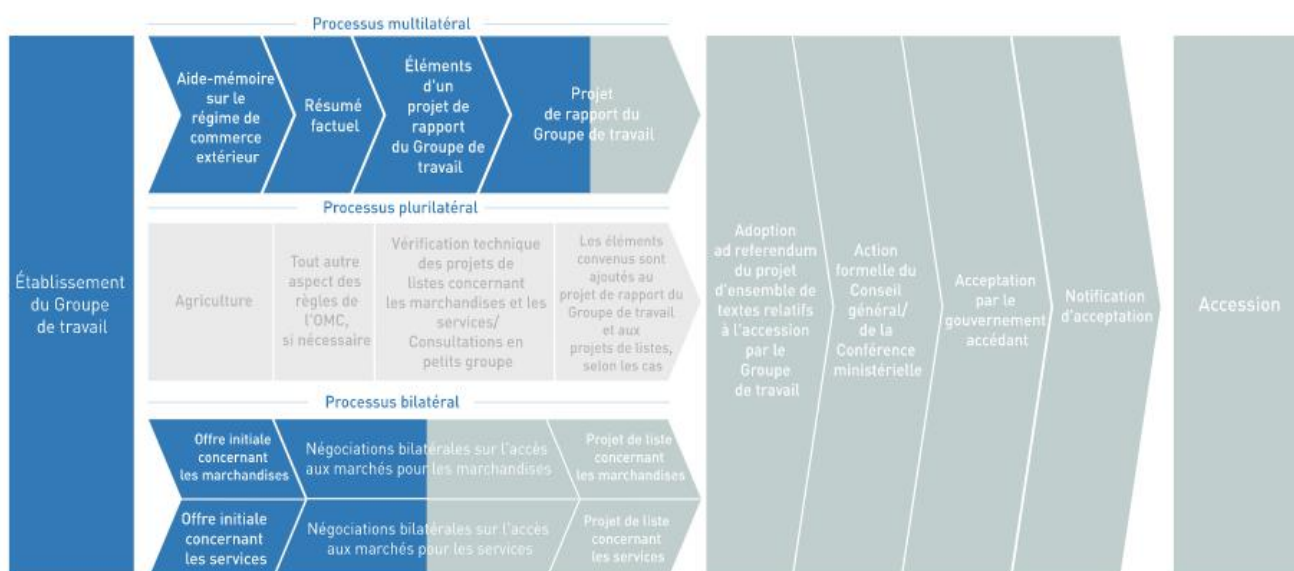 Processus multilatéral
Établissement
du Groupe
de travail
Aide-mémoire
sur le
régime de
commerce
extérieur
Résumé
factuel
Éléments
d'un
projet de
rapport
du Groupe de
travail
Projet
de rapport du
Groupe de travail
Processus plurilatéral
Agriculture
Tout autre
aspect des
règles de
l'OMC,
si nécessaire
Vérification technique
des projets de
listes concernant
les marchandises et les
services/
Consultations en
petits groupe
Les éléments
convenus sont
ajoutés au
projet de rapport du
Groupe de travail
et aux
projets de listes,
selon les cas
Processus bilatéral
Offre initiale
concernant
les marchandises
Négociations bilatérales sur l'accès
aux marchés pour les marchandises
Projet de liste
concernant
les marchandises
Offre initiale
concernant
les services
Négociations bilatérales sur l'accès
aux marchés pour les services
Projet de liste
concernant
les services
Adoption
ad referendum
du projet
d'ensemble de
textes relatifs
à l'accession
par le
Groupe
de travail
Action
formelle du
Conseil
général/
de la
Conférence
ministérielle
Acceptation
par le
gouvernement
accédant
Notification
d'acceptation
Accession